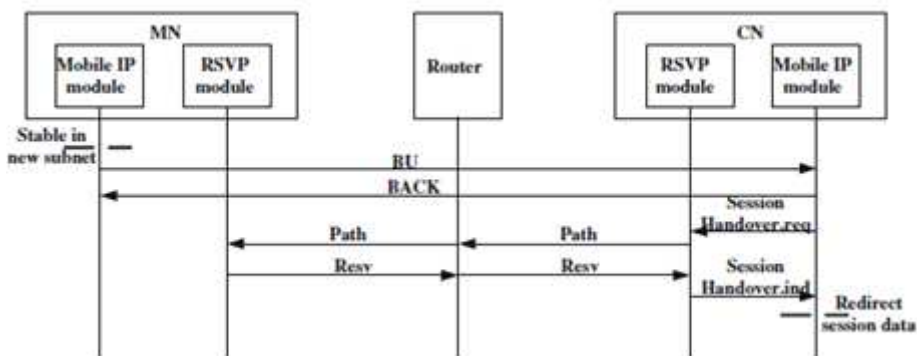 MN
CN
Mobile IP
module
RSVP
module
Router
RSVP
module
Mobile IP
module
Stable in
new subnet
BU
BACK
Session
Handover.req
Path
Path
Resv
Resv
Session
Handover.ind
Redirect
session data